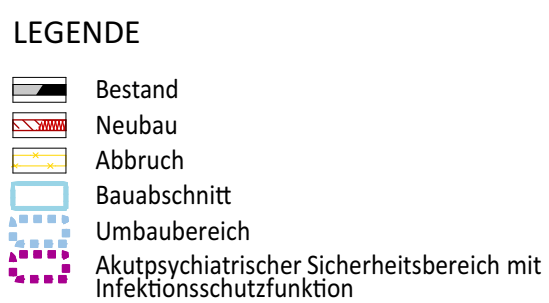 LEGENDE
Bestand
Neubau
Abbruch
Bauabschnitt
Umbaubereich
Akutpsychiatrischer Sicherheitsbereich mit
Infektionsschutzfunktion